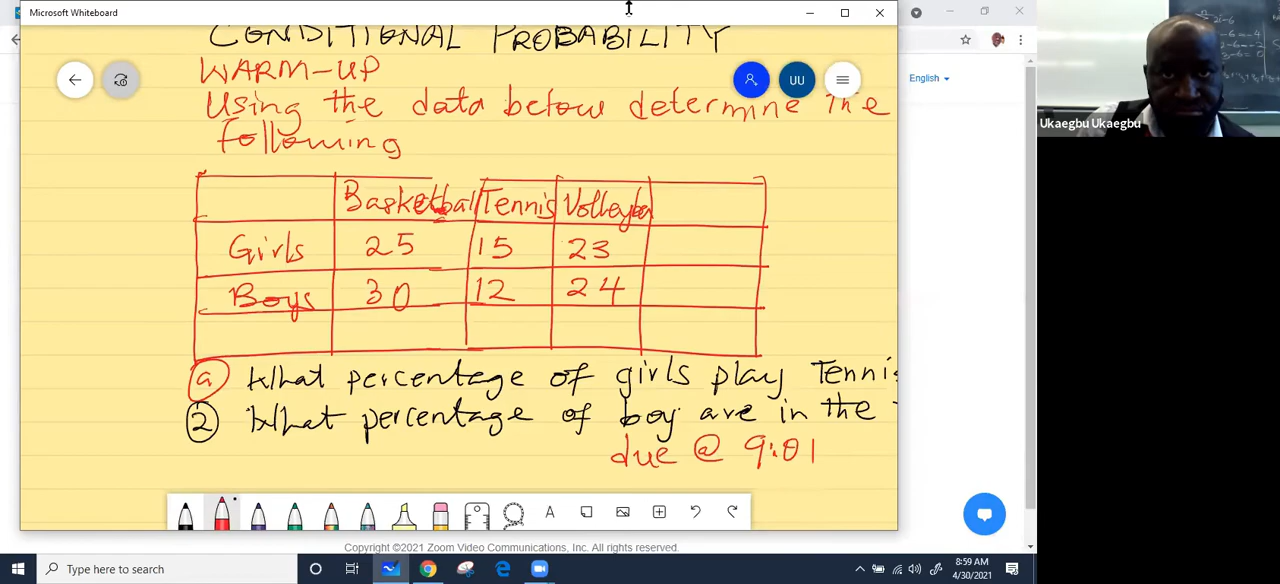 Microsoft Whiteboard
CONDITIONAL PROBABILITY
WARM-UP
UU
English
Using the data below determine the
following
Ukaegbu Ukaegbu
Basketball Tennis Volleyball
Girls 25 15 23
Boys 30 12 24
a What percentage of girls play Tennis
2 What percentage of boy are in the
due @ 9:01
A
Copyright ©2021 Zoom Video Communications, Inc. All rights reserved.
Type here to search
8:59 AM
4/30/2021